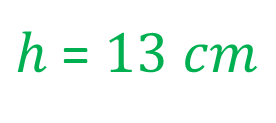 h = 13 cm